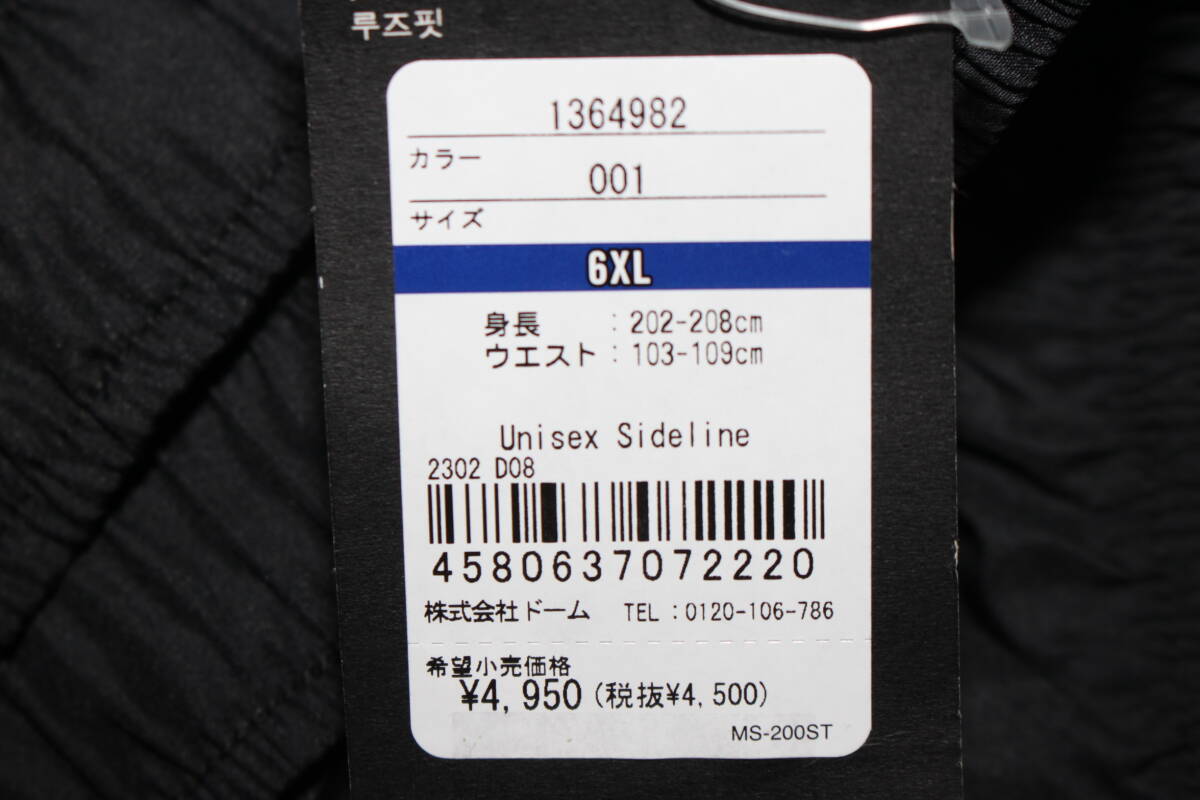 루즈핏
1364982
カラー
001
サイズ
6XL
身長 : 202-208cm
ウエスト : 103-109cm
Unisex Sideline
2302 D08
4580637072220
株式会社ドーム TEL : 0120-106-786
希望小売価格
¥4,950 (税抜¥4,500)
MS-200ST